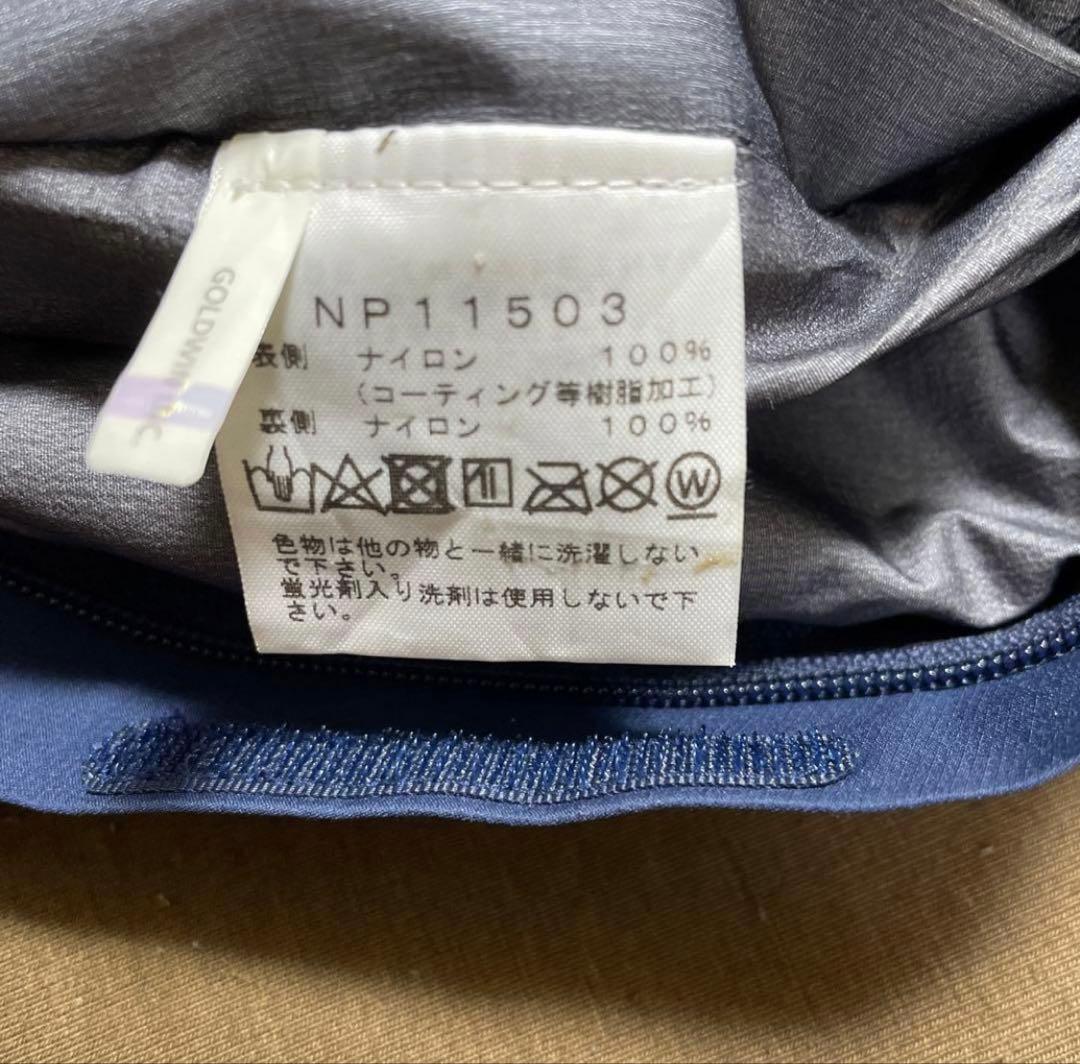 GOLDWIN INC.
NP11503
表側 ナイロン 100%
(コーティング等樹脂加工)
裏側 ナイロン 100%
W
色物は他の物と一緒に洗濯しない
で下さい。
蛍光剤入り洗剤は使用しないで下
さい。